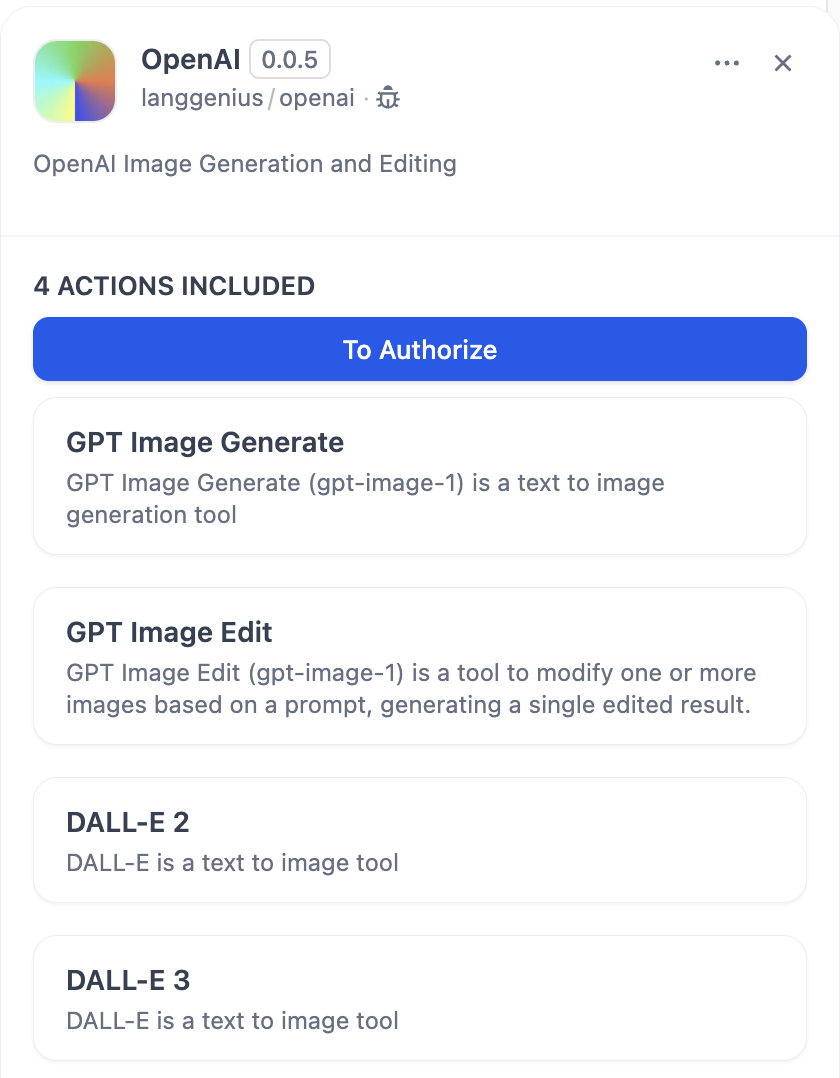 OpenAI 0.0.5
langgenius/openai ·
OpenAI Image Generation and Editing
4 ACTIONS INCLUDED
To Authorize
GPT Image Generate
GPT Image Generate (gpt-image-1) is a text to image
generation tool
GPT Image Edit
GPT Image Edit (gpt-image-1) is a tool to modify one or more
images based on a prompt, generating a single edited result.
DALL-E 2
DALL-E is a text to image tool
DALL-E 3
DALL-E is a text to image tool